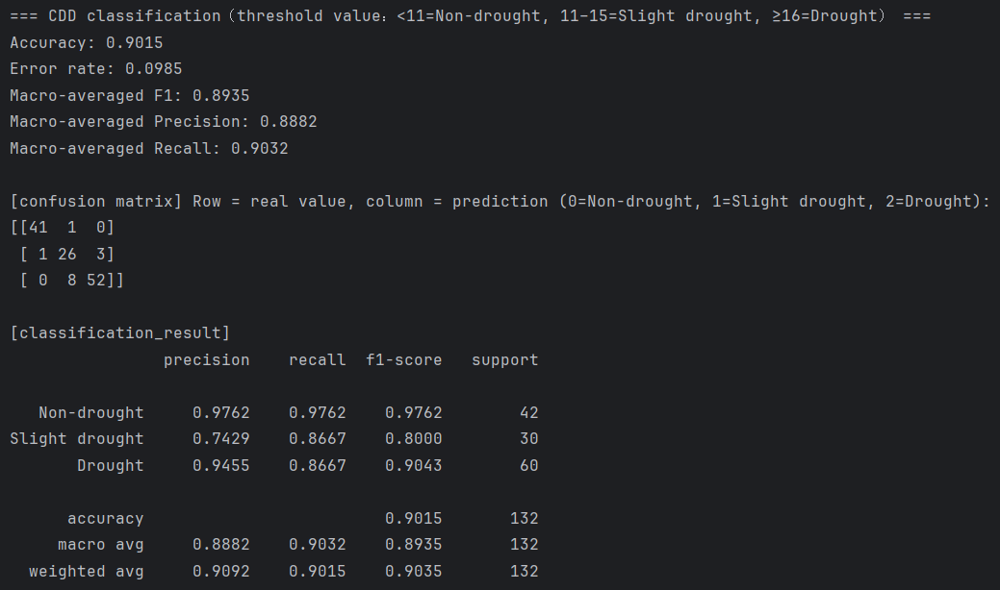 === CDD classification（threshold value：<11=Non-drought, 11–15=Slight drought, ≥16=Drought） ===
Accuracy: 0.9015
Error rate: 0.0985
Macro-averaged F1: 0.8935
Macro-averaged Precision: 0.8882
Macro-averaged Recall: 0.9032
[confusion matrix] Row = real value, column = prediction (0=Non-drought, 1=Slight drought, 2=Drought):
[[41  1  0]
 [ 1 26  3]
 [ 0  8 52]]
[classification_result]
                precision    recall  f1-score   support
   Non-drought     0.9762    0.9762    0.9762        42
Slight drought     0.7429    0.8667    0.8000        30
       Drought     0.9455    0.8667    0.9043        60
      accuracy                         0.9015       132
     macro avg     0.8882    0.9032    0.8935       132
  weighted avg     0.9092    0.9015    0.9035       132